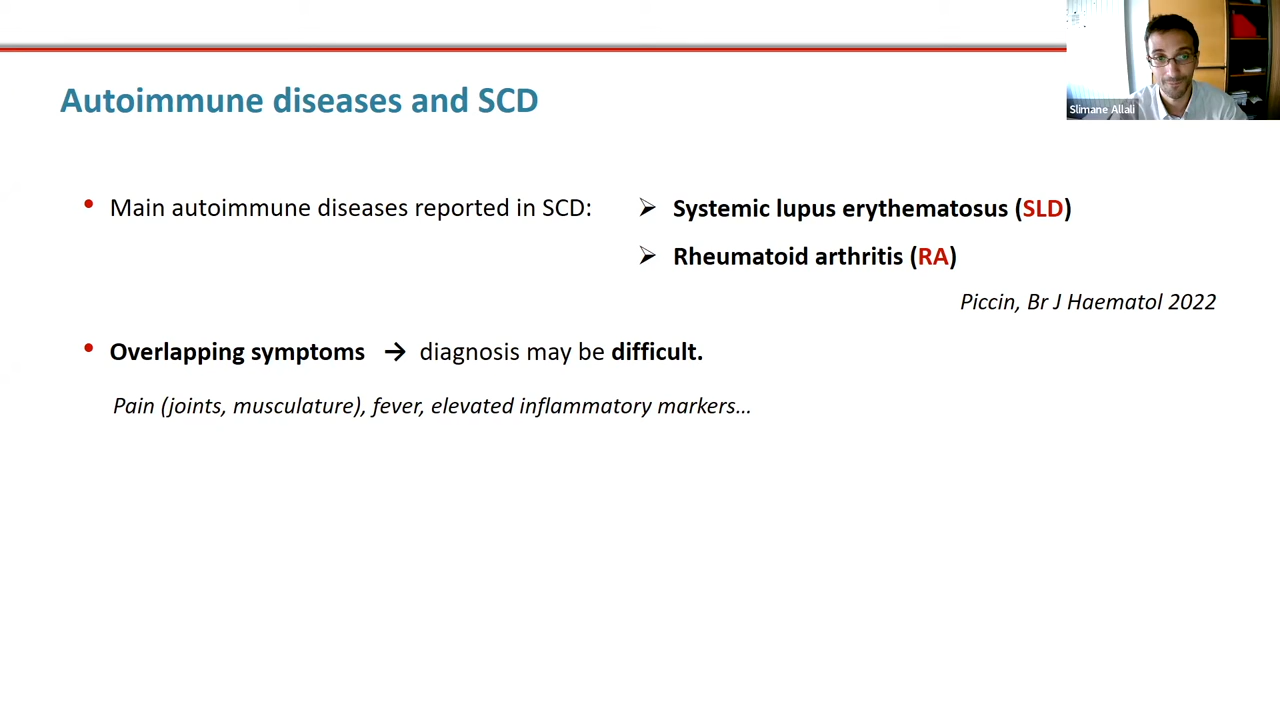 Slimane Allali
Autoimmune diseases and SCD
• Main autoimmune diseases reported in SCD:
➢ Systemic lupus erythematosus (SLD)
➢ Rheumatoid arthritis (RA)
Piccin, Br J Haematol 2022
• Overlapping symptoms → diagnosis may be difficult.
Pain (joints, musculature), fever, elevated inflammatory markers…